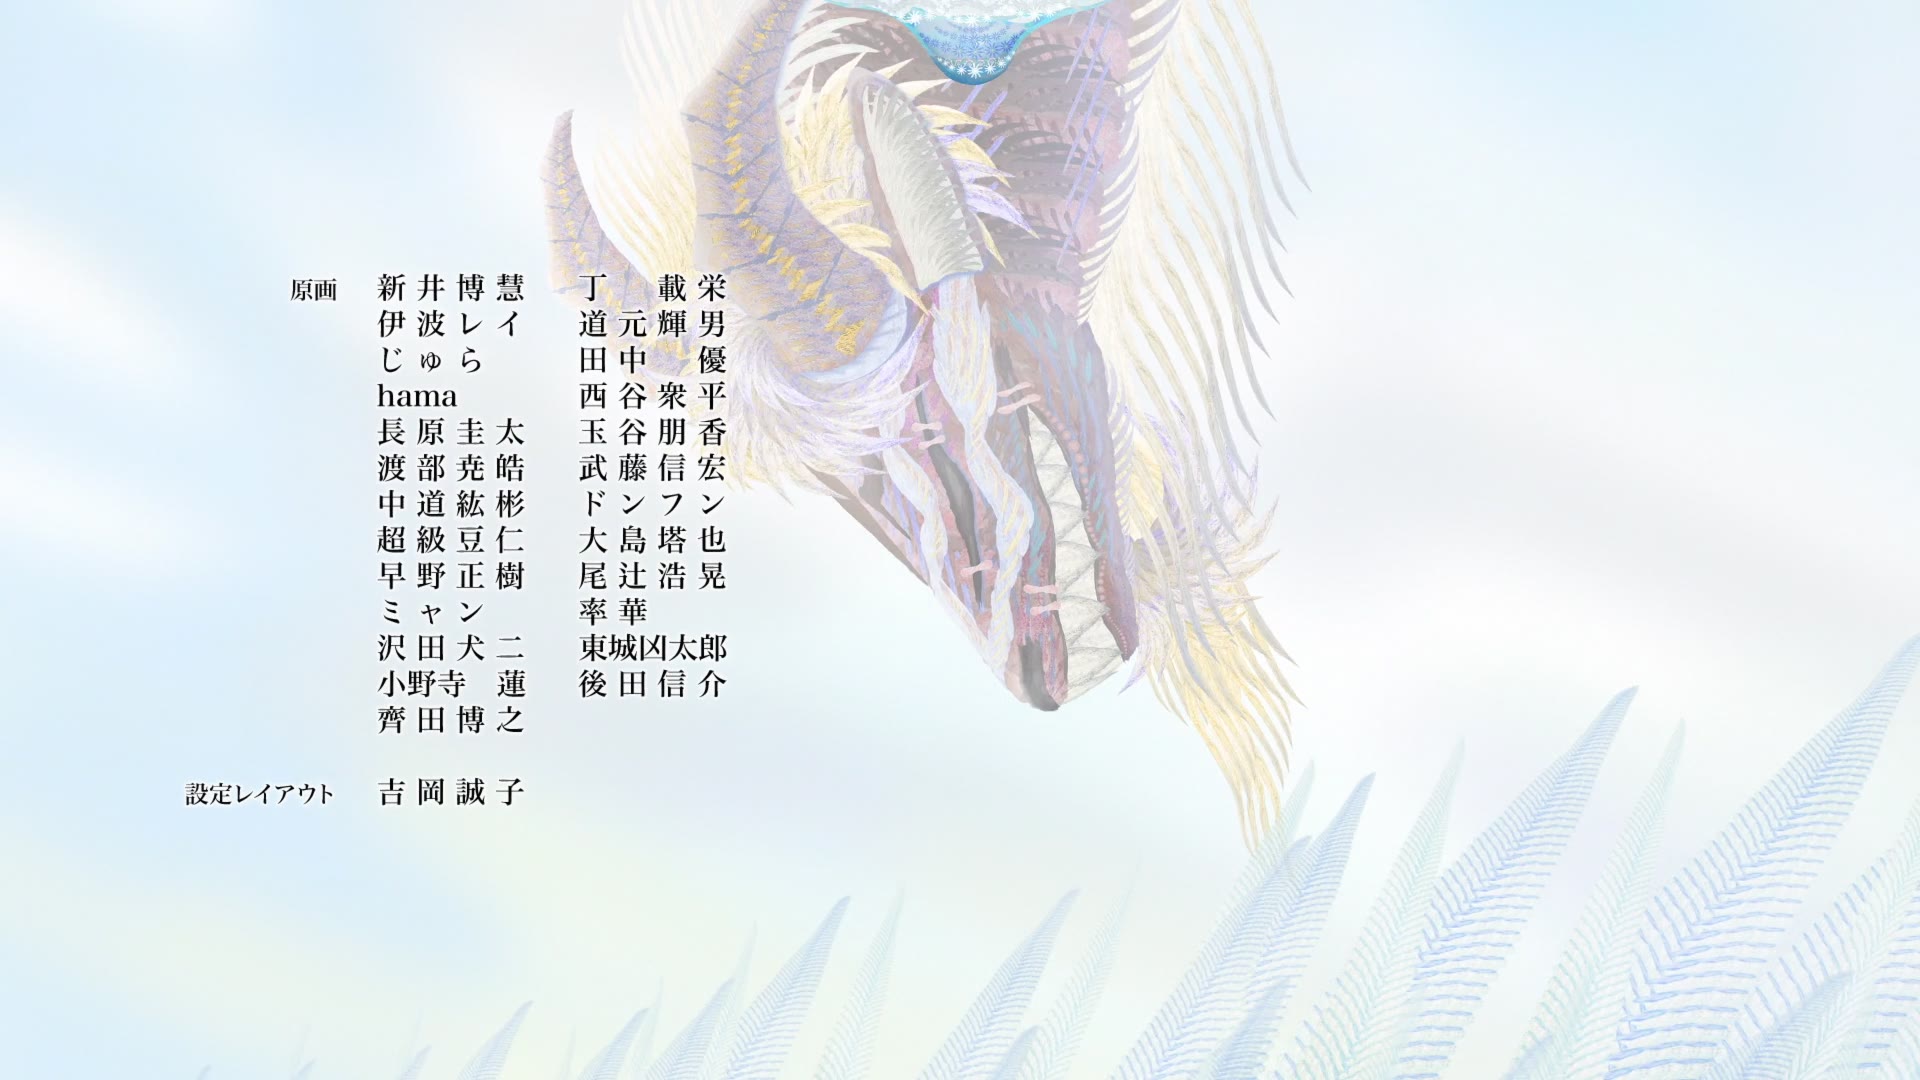 原画 新井博慧 丁 載栄
伊波レイ 道元輝男
じゅら 田中 優
hama 西谷衆平
長原圭太 玉谷朋香
渡部尭皓 武藤信宏
中道紘彬 ドンフン
超級豆仁 大島塔也
早野正樹 尾辻浩晃
ミャン 率華
沢田犬二 東城凶太郎
小野寺 蓮 後田信介
齊田博之
設定レイアウト 吉岡誠子